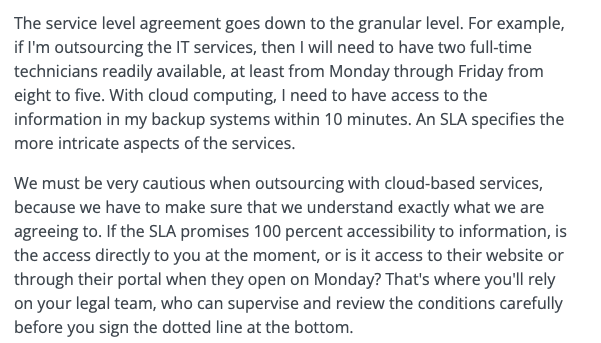 The service level agreement goes down to the granular level. For example,
if I'm outsourcing the IT services, then I will need to have two full-time
technicians readily available, at least from Monday through Friday from
eight to five. With cloud computing, I need to have access to the
information in my backup systems within 10 minutes. An SLA specifies the
more intricate aspects of the services.
We must be very cautious when outsourcing with cloud-based services,
because we have to make sure that we understand exactly what we are
agreeing to. If the SLA promises 100 percent accessibility to information, is
the access directly to you at the moment, or is it access to their website or
through their portal when they open on Monday? That's where you'll rely
on your legal team, who can supervise and review the conditions carefully
before you sign the dotted line at the bottom.